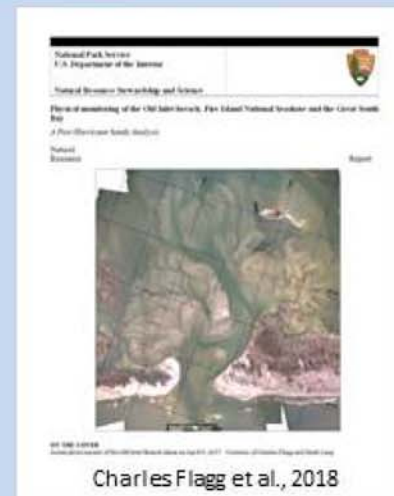 National Park Service
U.S. Department of the Interior
Natural Resource Stewardship and Science
Physical monitoring of the Old Inlet breach, Fire Island National Seashore and the Great South
Bay
A Post-Hurricane Sandy Analysis
Natural
Resource Report
ON THE COVER
Charles Flagg et al., 2018